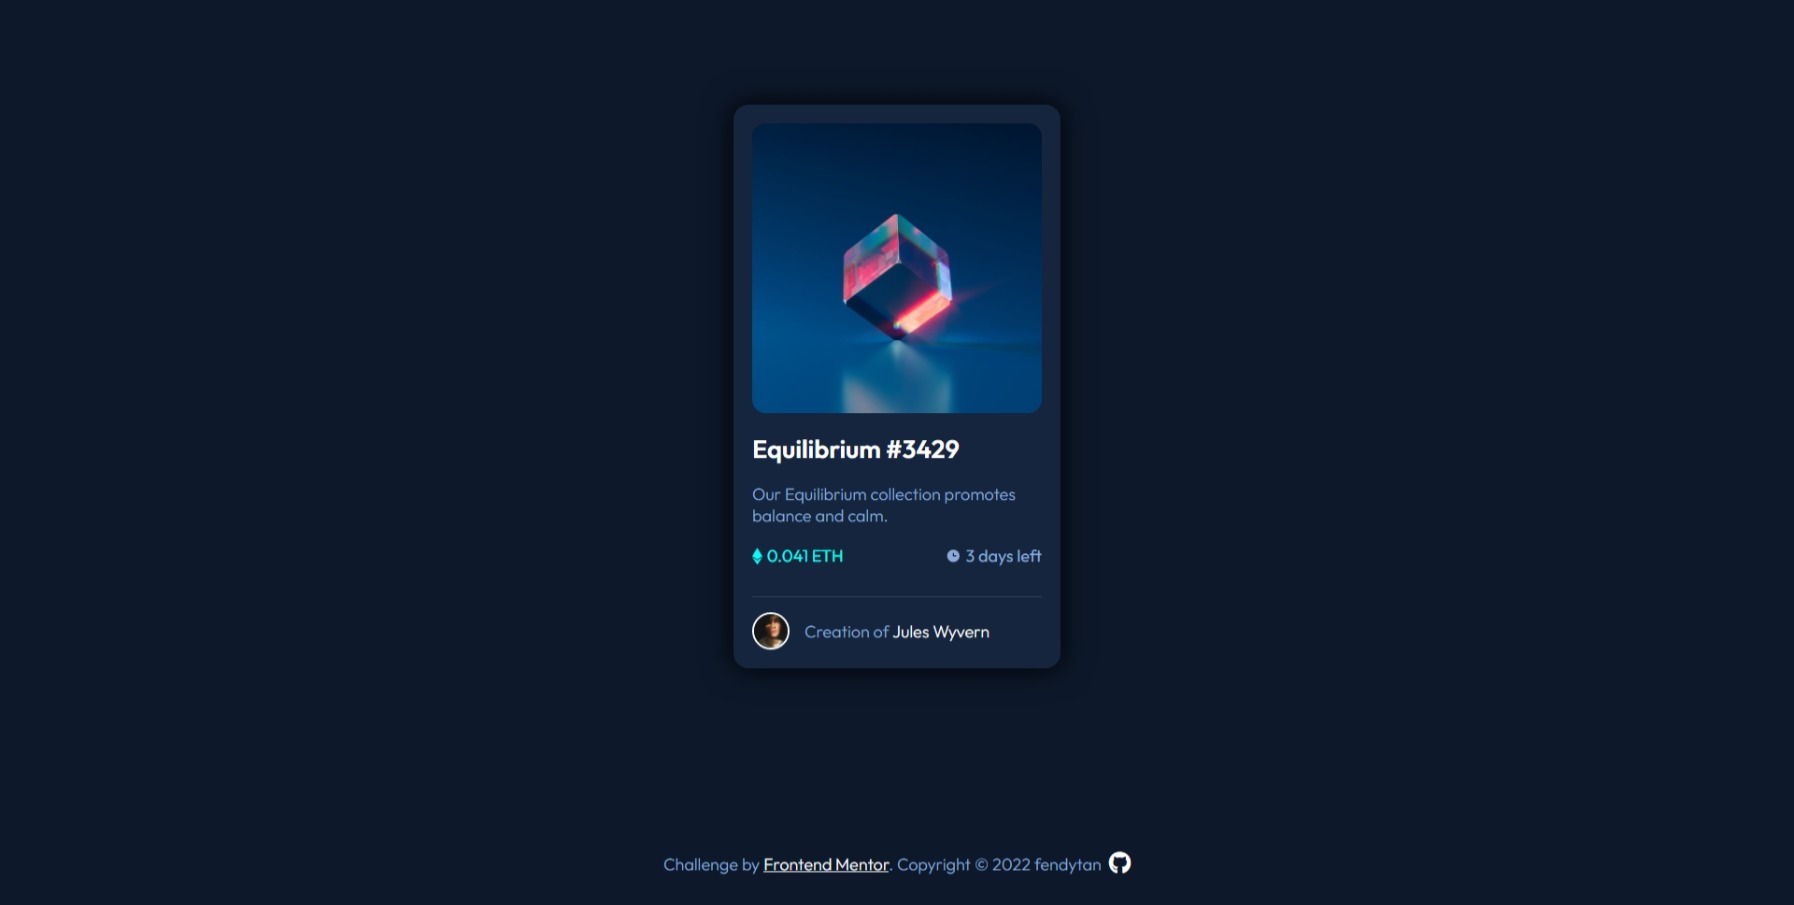 Equilibrium #3429
Our Equilibrium collection promotes
balance and calm.
0.041 ETH
3 days left
Creation of Jules Wyvern
Challenge by Frontend Mentor. Copyright © 2022 fendytan